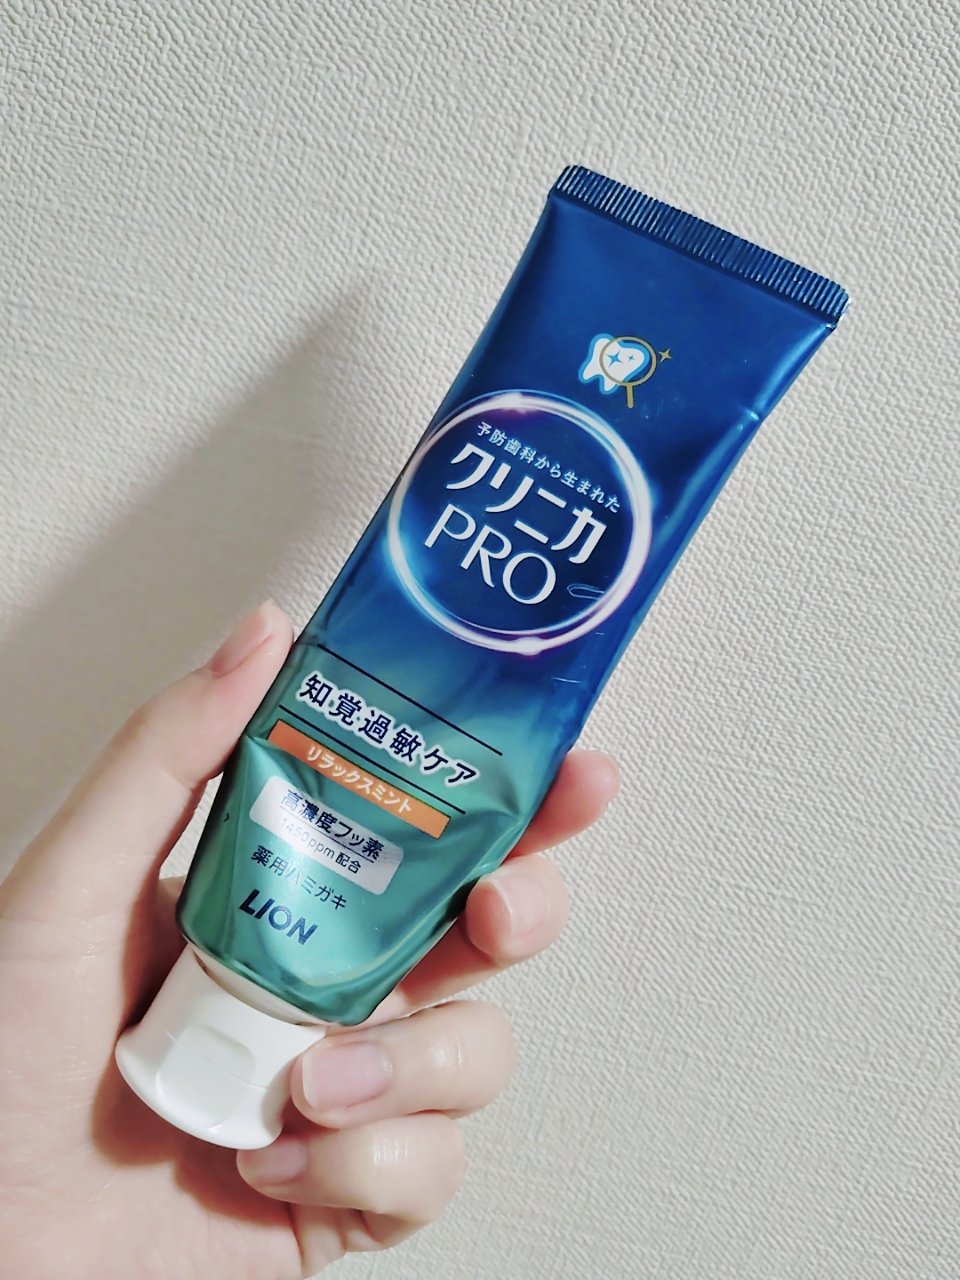 予防歯科から生まれた
クリニカ
PRO
知覚過敏ケア
リラックスミント
高濃度フッ素
1450ppm配合
薬用ハミガキ
LION